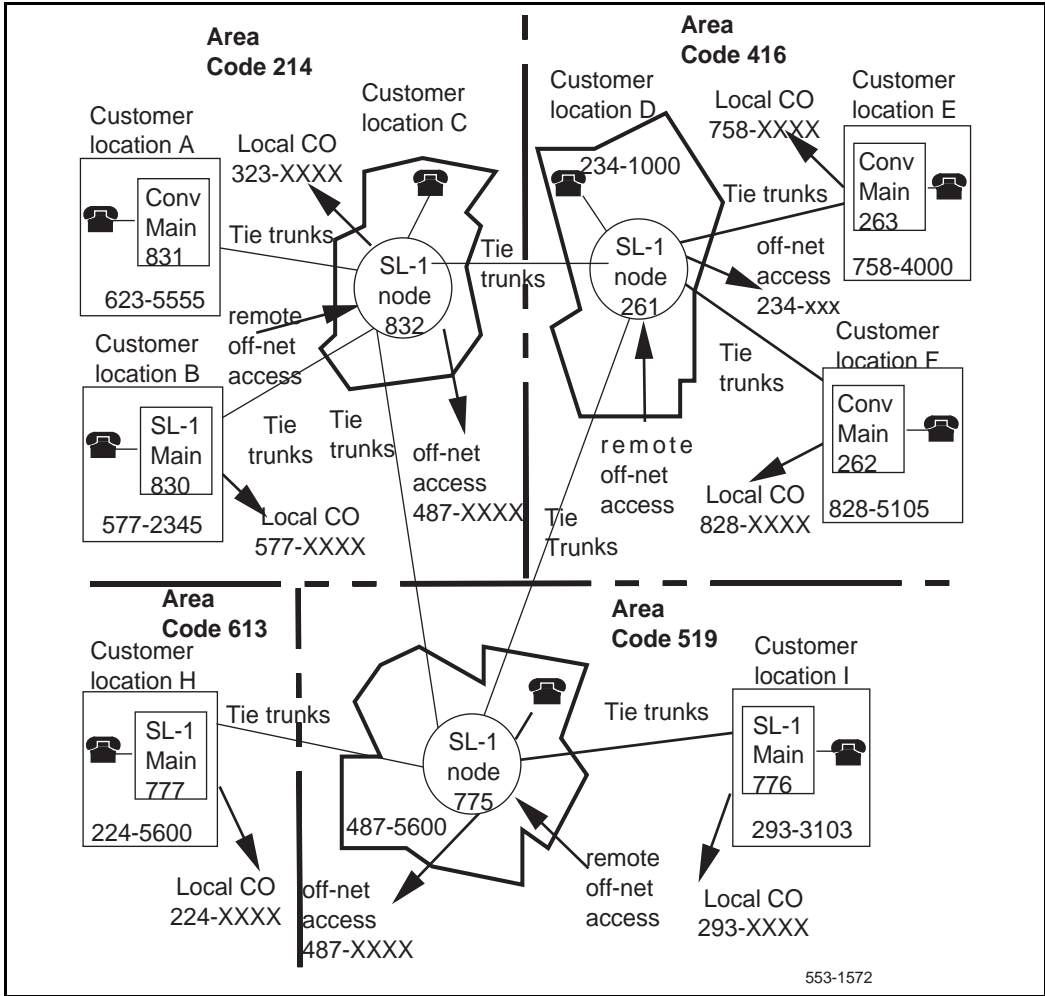 Area
Code 214
Area
Code 416
Customer
location A
Conv
Main
831
623-5555
Local CO
323-XXXX
Customer
location C
Tie trunks
SL-1
node
832
remote
off-net
access
Tie
trunks
Customer
location B
SL-1
Main
830
577-2345
Tie
trunks
Tie
trunks
Local CO
577-XXXX
off-net
access
487-XXXX
Customer
location D
234-1000
SL-1
node
261
Local CO
758-XXXX
Customer
location E
Conv
Main
263
758-4000
Tie trunks
off-net
access
234-xxx
Tie
trunks
Customer
location F
Conv
Main
262
828-5105
remote
off-net
access
Local CO
828-XXXX
Tie
Trunks
Area
Code 613
Area
Code 519
Customer
location H
SL-1
Main
777
224-5600
Tie trunks
Local CO
224-XXXX
SL-1
node
775
487-5600
off-net
access
487-XXXX
remote
off-net
access
Tie trunks
Customer
location I
SL-1
Main
776
293-3103
Local CO
293-XXXX
553-1572